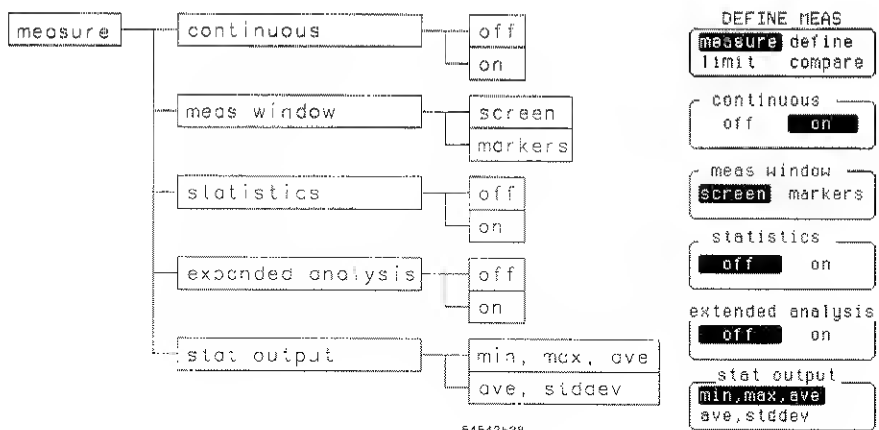 measure
continuous
off
on
meas window
screen
markers
statistics
off
on
expanded analysis
off
on
stat output
min, max, ave
ave, stddev
DEFINE MEAS
measure define
limit compare
continuous
off on
meas window
screen markers
statistics
off on
extended analysis
off on
stat output
min,max,ave
ave,stddev